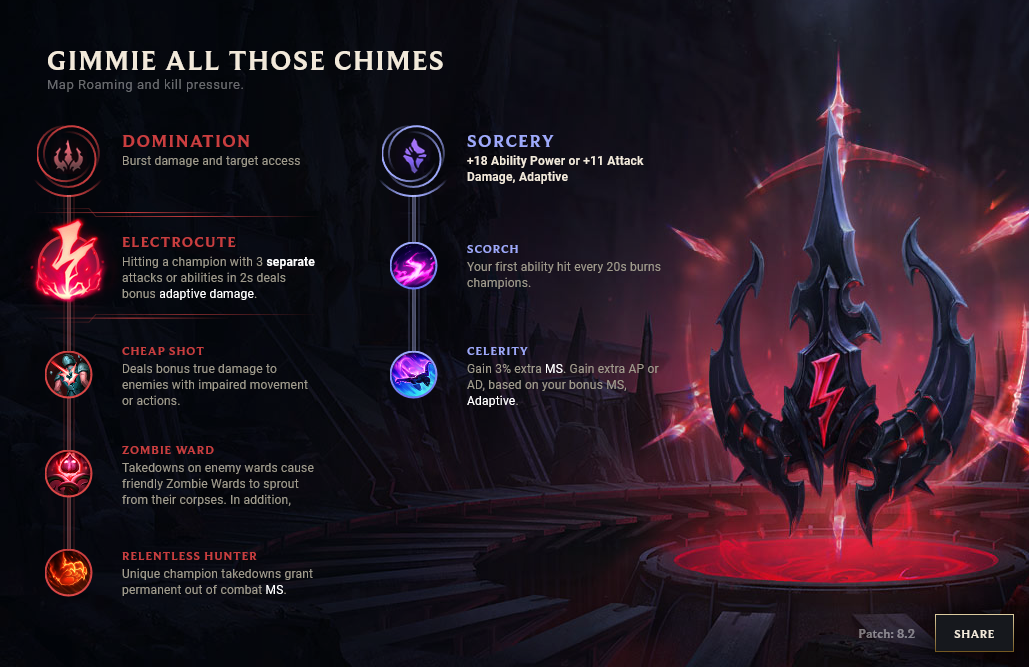 GIMMIE ALL THOSE CHIMES
Map Roaming and kill pressure.
DOMINATION
Burst damage and target access
ELECTROCUTE
Hitting a champion with 3 separate
attacks or abilities in 2s deals
bonus adaptive damage.
CHEAP SHOT
Deals bonus true damage to
enemies with impaired movement
or actions.
ZOMBIE WARD
Takedowns on enemy wards cause
friendly Zombie Wards to sprout
from their corpses. In addition,
RELENTLESS HUNTER
Unique champion takedowns grant
permanent out of combat MS.
SORCERY
+18 Ability Power or +11 Attack
Damage, Adaptive
SCORCH
Your first ability hit every 20s burns
champions.
CELERITY
Gain 3% extra MS. Gain extra AP or
AD, based on your bonus MS,
Adaptive.
Patch: 8.2
SHARE